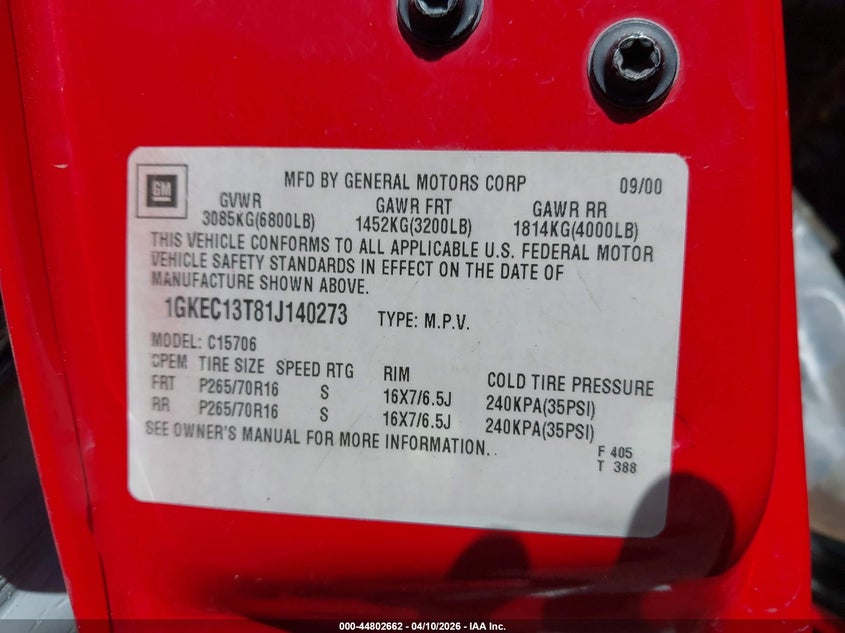 GM
MFD BY GENERAL MOTORS CORP 09/00
GVWR GAWR FRT GAWR RR
3085KG(6800LB) 1452KG(3200LB) 1814KG(4000LB)
THIS VEHICLE CONFORMS TO ALL APPLICABLE U.S. FEDERAL MOTOR
VEHICLE SAFETY STANDARDS IN EFFECT ON THE DATE OF
MANUFACTURE SHOWN ABOVE.
1GKEC13T81J140273 TYPE: M.P.V.
MODEL: C15706
OPEM TIRE SIZE SPEED RTG RIM COLD TIRE PRESSURE
FRT P265/70R16 S 16X7/6.5J 240KPA(35PSI)
RR P265/70R16 S 16X7/6.5J 240KPA(35PSI)
SEE OWNER'S MANUAL FOR MORE INFORMATION.
F 405
T 388
000-44802662 - 04/10/2026 - IAA Inc.